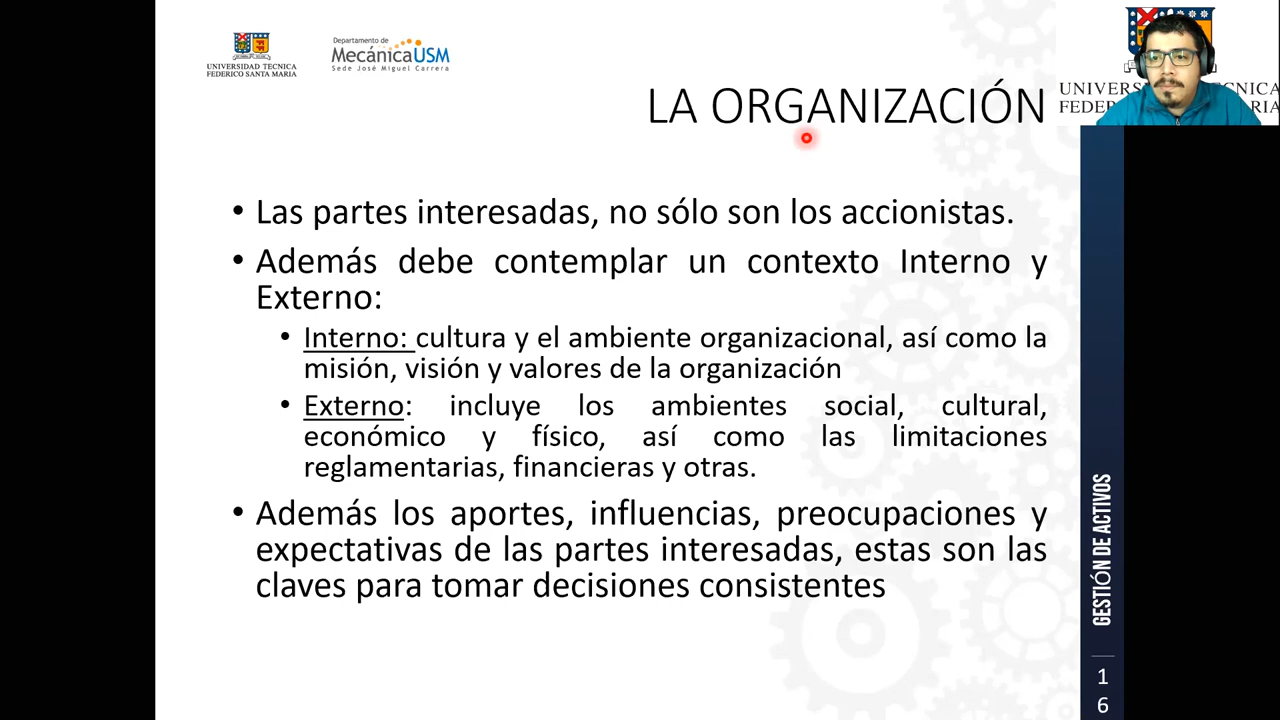 UNIVERSIDAD TECNICA
FEDERICO SANTA MARIA
Departamento de
MecánicaUSM
Sede José Miguel Carrera
LA ORGANIZACIÓN
• Las partes interesadas, no sólo son los accionistas.
• Además debe contemplar un contexto Interno y
Externo:
• Interno: cultura y el ambiente organizacional, así como la
misión, visión y valores de la organización
• Externo: incluye los ambientes social, cultural,
económico y físico, así como las limitaciones
reglamentarias, financieras y otras.
• Además los aportes, influencias, preocupaciones y
expectativas de las partes interesadas, estas son las
claves para tomar decisiones consistentes
GESTIÓN DE ACTIVOS
1
6